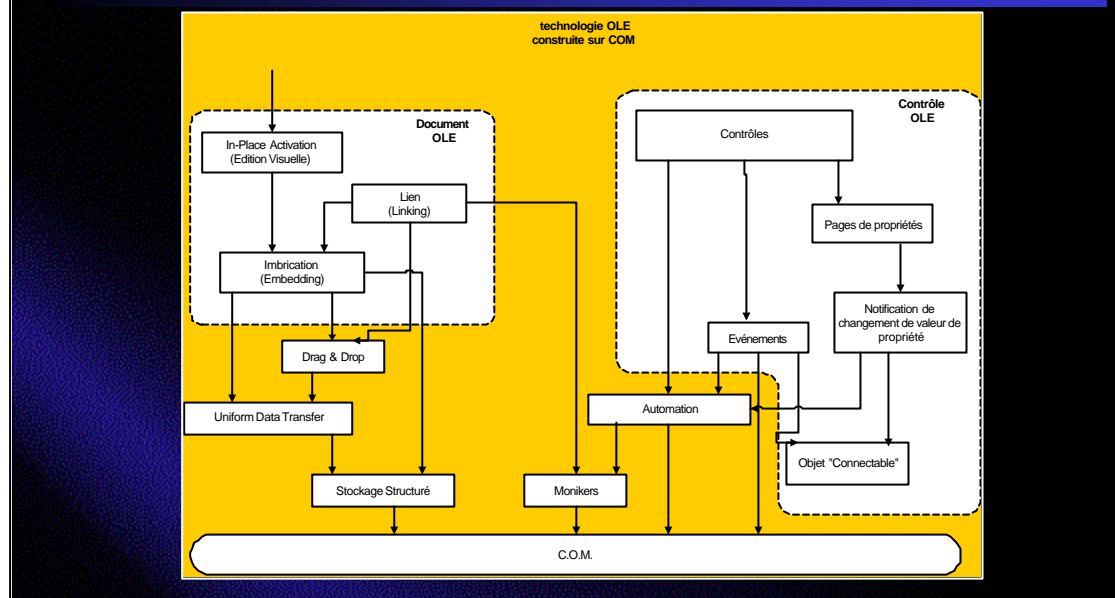 technologie OLE
construite sur COM
Document
OLE
In-Place Activation
(Edition Visuelle)
Lien
(Linking)
Imbrication
(Embedding)
Drag & Drop
Uniform Data Transfer
Stockage Structuré
Contrôle
OLE
Contrôles
Pages de propriétés
Notification de
changement de valeur de
propriété
Evénements
Automation
Objet "Connectable"
Monikers
C.O.M.